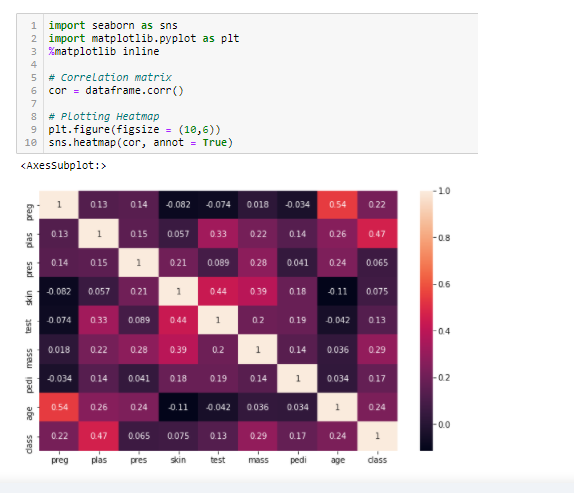 1 import seaborn as sns
2 import matplotlib.pyplot as plt
3 %matplotlib inline
4
5 # Correlation matrix
6 cor = dataframe.corr()
7
8 # Plotting Heatmap
9 plt.figure(figsize = (10,6))
10 sns.heatmap(cor, annot = True)
<AxesSubplot:>
preg 1 0.13 0.14 -0.082 -0.074 0.018 -0.034 0.54 0.22
plas 0.13 1 0.15 0.057 0.33 0.22 0.14 0.26 0.47
pres 0.14 0.15 1 0.21 0.089 0.28 0.041 0.24 0.065
skin -0.082 0.057 0.21 1 0.44 0.39 0.18 -0.11 0.075
test -0.074 0.33 0.089 0.44 1 0.2 0.19 -0.042 0.13
mass 0.018 0.22 0.28 0.39 0.2 1 0.14 0.036 0.29
pedi -0.034 0.14 0.041 0.18 0.19 0.14 1 0.034 0.17
age 0.54 0.26 0.24 -0.11 -0.042 0.036 0.034 1 0.24
class 0.22 0.47 0.065 0.075 0.13 0.29 0.17 0.24 1
preg plas pres skin test mass pedi age class
1.0
0.8
0.6
0.4
0.2
0.0